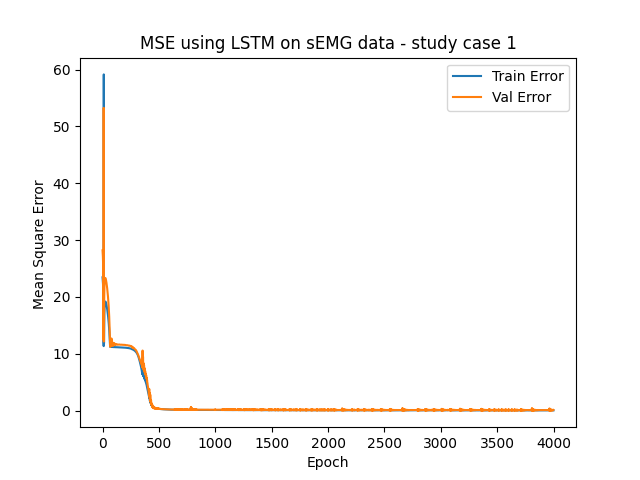 MSE using LSTM on sEMG data - study case 1
Train Error
Val Error
Mean Square Error
60
50
40
30
20
10
0
0 500 1000 1500 2000 2500 3000 3500 4000
Epoch